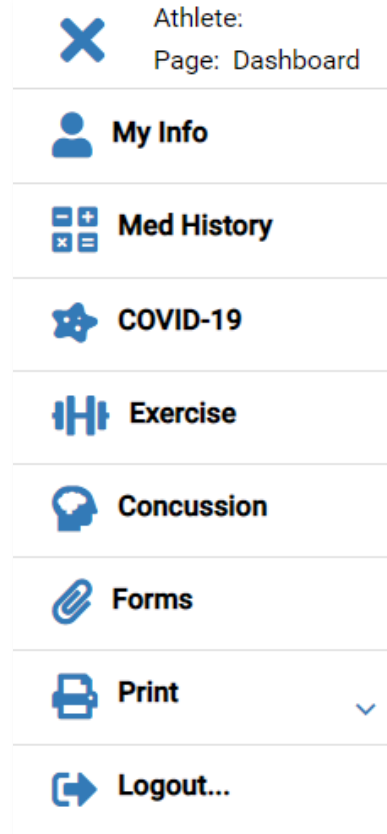 Athlete:
Page: Dashboard
My Info
Med History
COVID-19
Exercise
Concussion
Forms
Print
Logout...